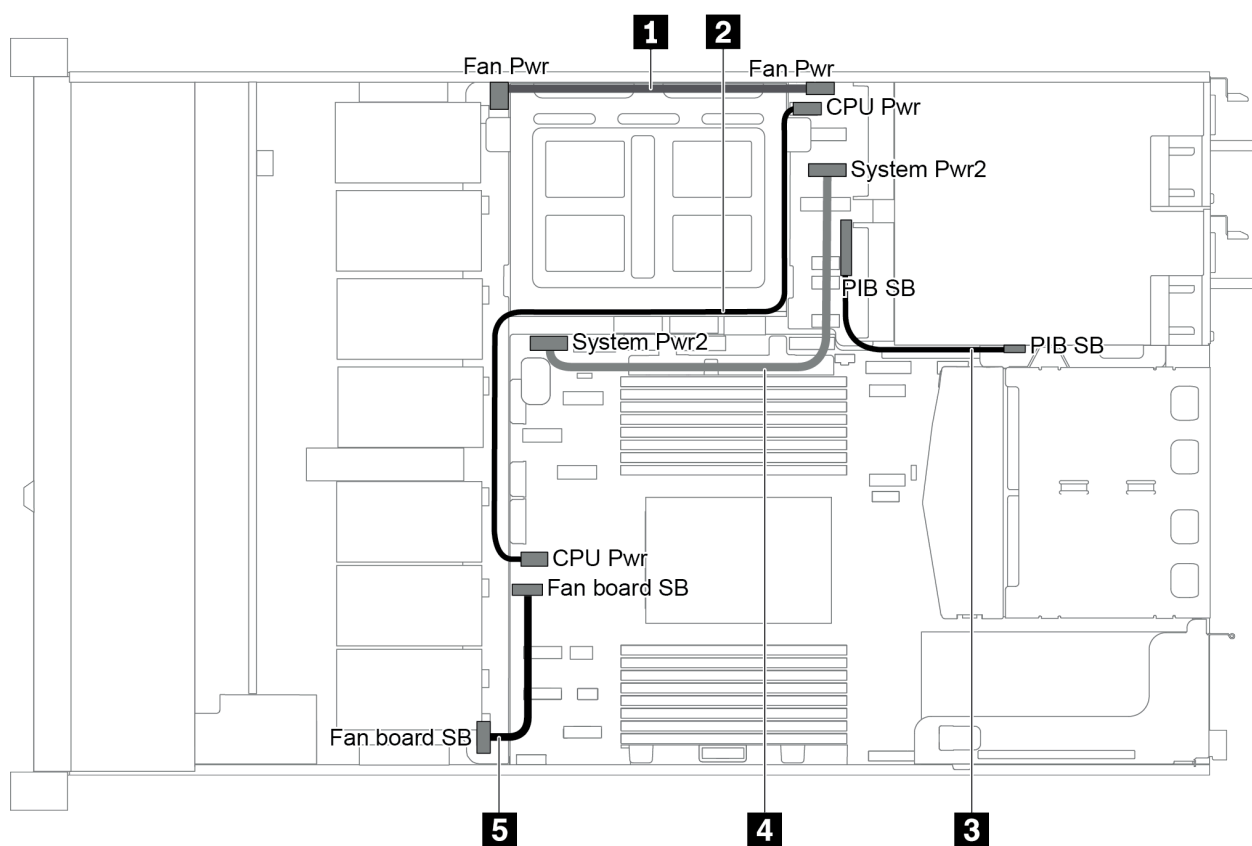 1 2
Fan Pwr Fan Pwr
CPU Pwr
System Pwr2
PIB SB
System Pwr2 PIB SB
CPU Pwr
Fan board SB
Fan board SB
5 4 3